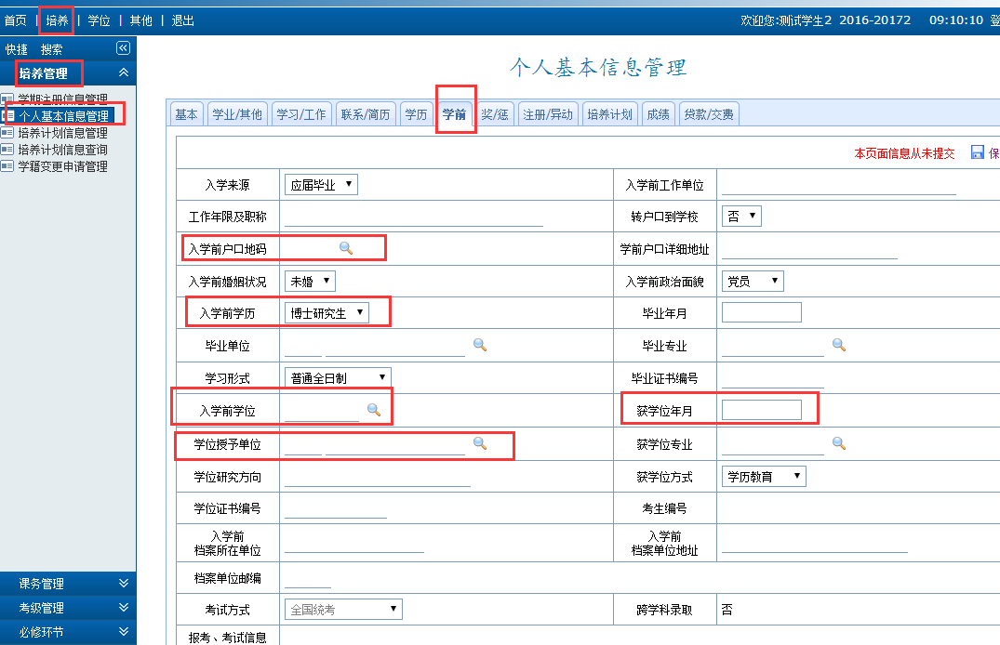 首页 | 培养 | 学位 | 其他 | 退出 欢迎您:测试学生2 2016-20172 09:10:10 登
快捷 搜索
培养管理
学期注册信息管理
个人基本信息管理
培养计划信息管理
培养计划信息查询
学籍变更申请管理
课务管理
考级管理
必修环节
个人基本信息管理
基本 学业/其他 学习/工作 联系/简历 学历 学前 奖/惩 注册/异动 培养计划 成绩 贷款/交费
本页面信息从未提交 保
入学来源 应届毕业 入学前工作单位
工作年限及职称 转户口到学校 否
入学前户口地码 学前户口详细地址
入学前婚姻状况 未婚 入学前政治面貌 党员
入学前学历 博士研究生 毕业年月
毕业单位 毕业专业
学习形式 普通全日制 毕业证书编号
入学前学位 获学位年月
学位授予单位 获学位专业
学位研究方向 获学位方式 学历教育
学位证书编号 考生编号
入学前 入学前
档案所在单位 档案单位地址
档案单位邮编
考试方式 全国统考 跨学科录取 否
报考、考试信息